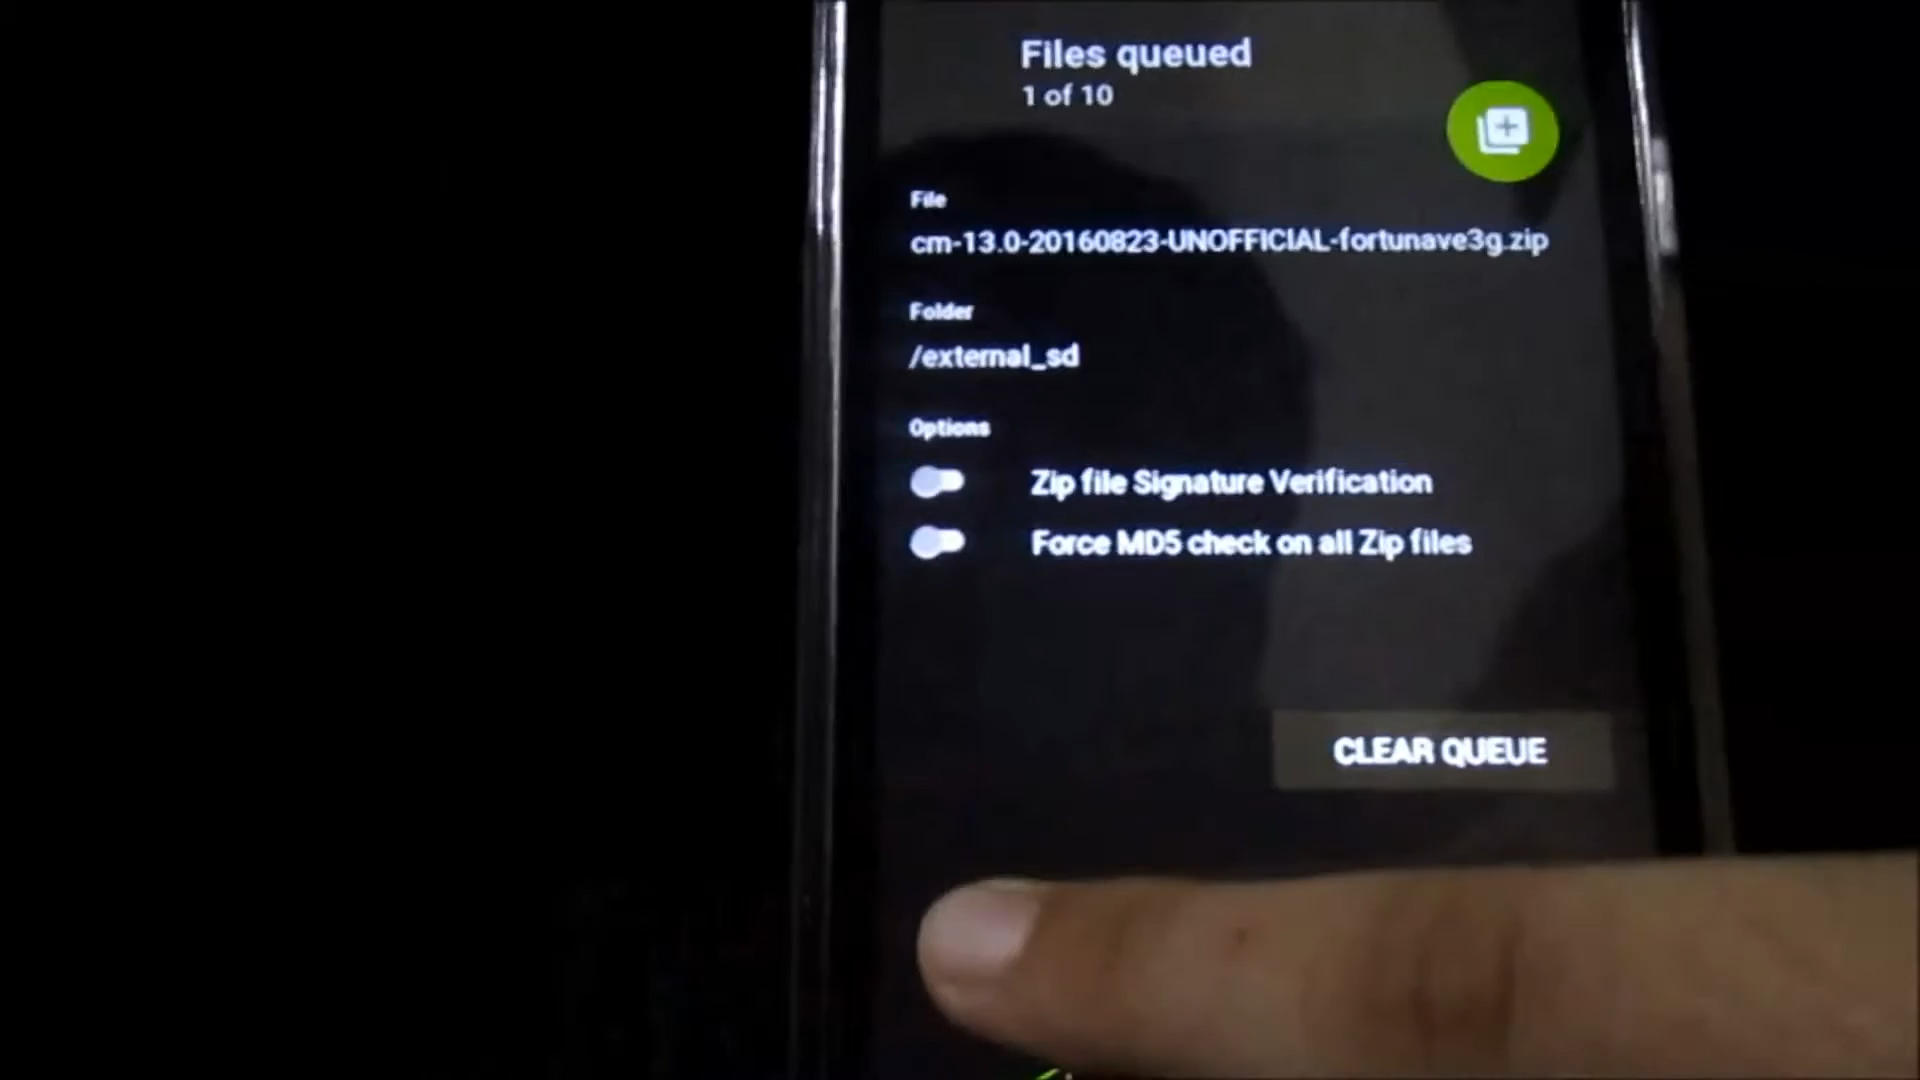 Files queued
1 of 10
File
cm-13.0-20160823-UNOFFICIAL-fortunave3g.zip
Folder
/external_sd
Options
Zip file Signature Verification
Force MD5 check on all Zip files
CLEAR QUEUE